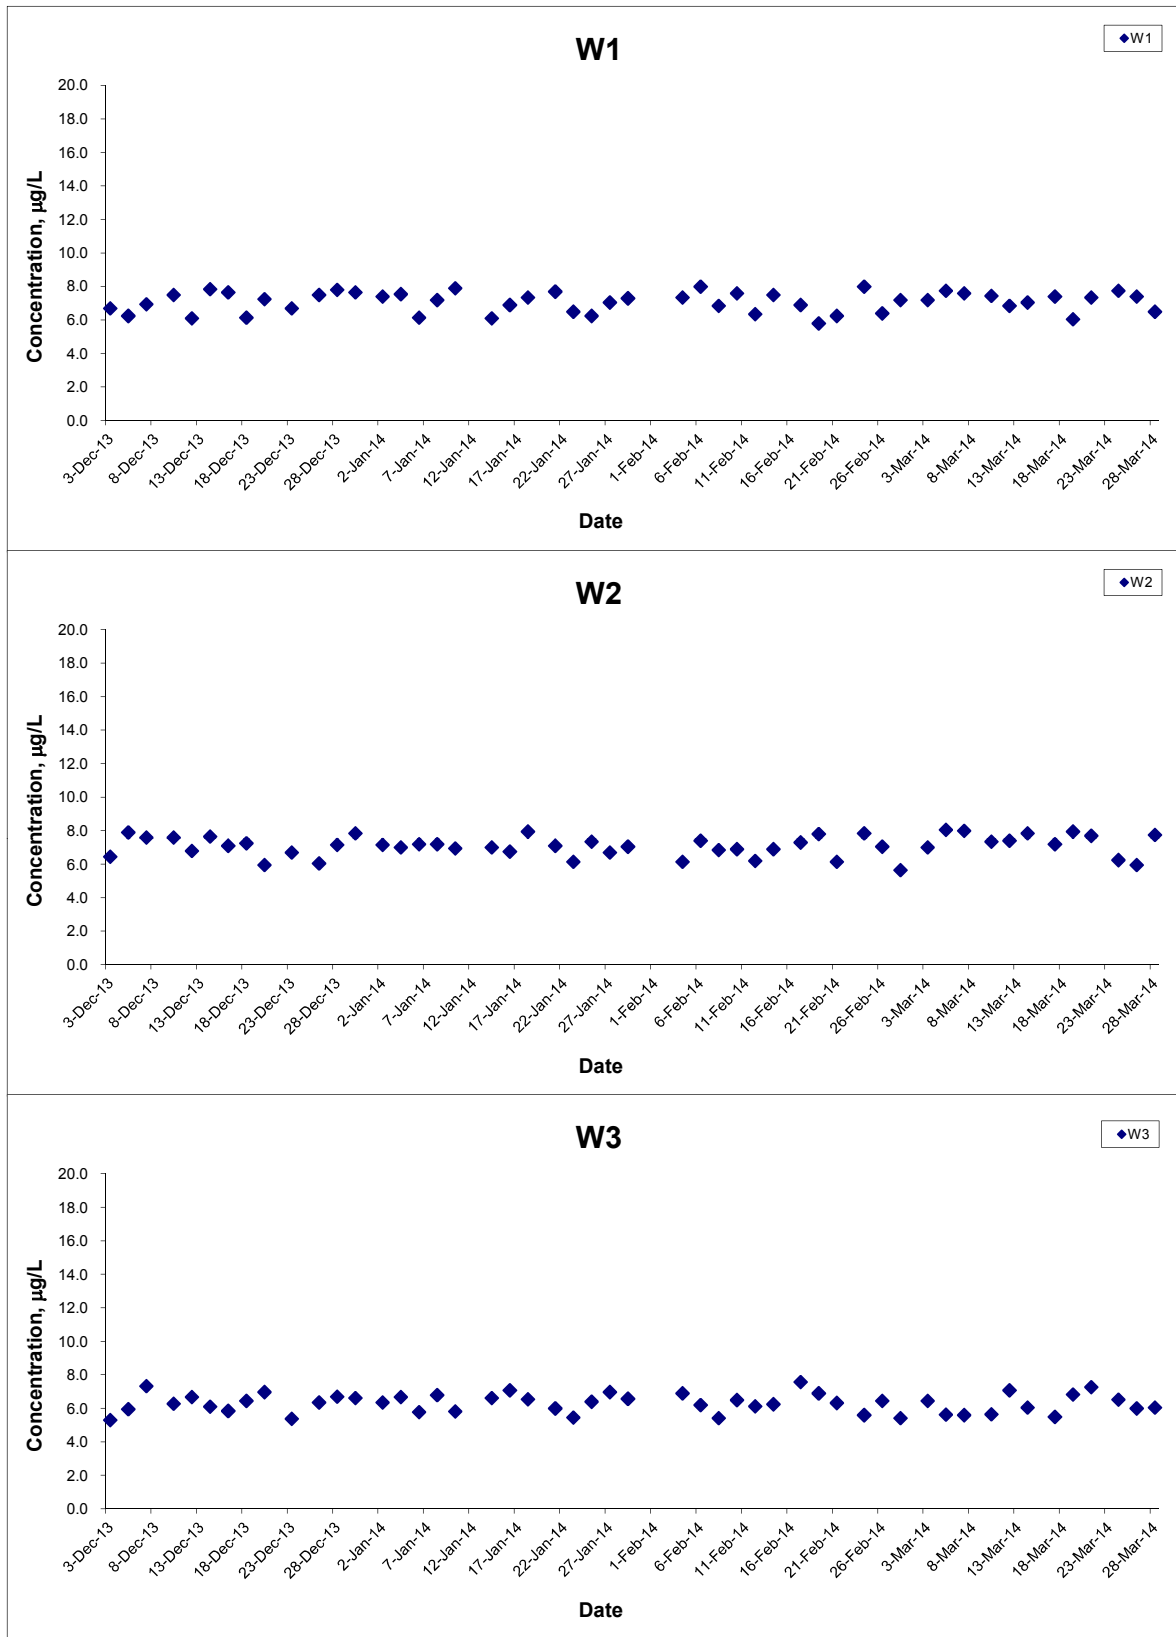 W1
W1
20.0
18.0
16.0
14.0
12.0
10.0
8.0
6.0
4.0
2.0
0.0
Concentration, µg/L
3-Dec-13 8-Dec-13 13-Dec-13 18-Dec-13 23-Dec-13 28-Dec-13 2-Jan-14 7-Jan-14 12-Jan-14 17-Jan-14 22-Jan-14 27-Jan-14 1-Feb-14 6-Feb-14 11-Feb-14 16-Feb-14 21-Feb-14 26-Feb-14 3-Mar-14 8-Mar-14 13-Mar-14 18-Mar-14 23-Mar-14 28-Mar-14
Date
W2
W2
20.0
18.0
16.0
14.0
12.0
10.0
8.0
6.0
4.0
2.0
0.0
Concentration, µg/L
3-Dec-13 8-Dec-13 13-Dec-13 18-Dec-13 23-Dec-13 28-Dec-13 2-Jan-14 7-Jan-14 12-Jan-14 17-Jan-14 22-Jan-14 27-Jan-14 1-Feb-14 6-Feb-14 11-Feb-14 16-Feb-14 21-Feb-14 26-Feb-14 3-Mar-14 8-Mar-14 13-Mar-14 18-Mar-14 23-Mar-14 28-Mar-14
Date
W3
W3
20.0
18.0
16.0
14.0
12.0
10.0
8.0
6.0
4.0
2.0
0.0
Concentration, µg/L
3-Dec-13 8-Dec-13 13-Dec-13 18-Dec-13 23-Dec-13 28-Dec-13 2-Jan-14 7-Jan-14 12-Jan-14 17-Jan-14 22-Jan-14 27-Jan-14 1-Feb-14 6-Feb-14 11-Feb-14 16-Feb-14 21-Feb-14 26-Feb-14 3-Mar-14 8-Mar-14 13-Mar-14 18-Mar-14 23-Mar-14 28-Mar-14
Date